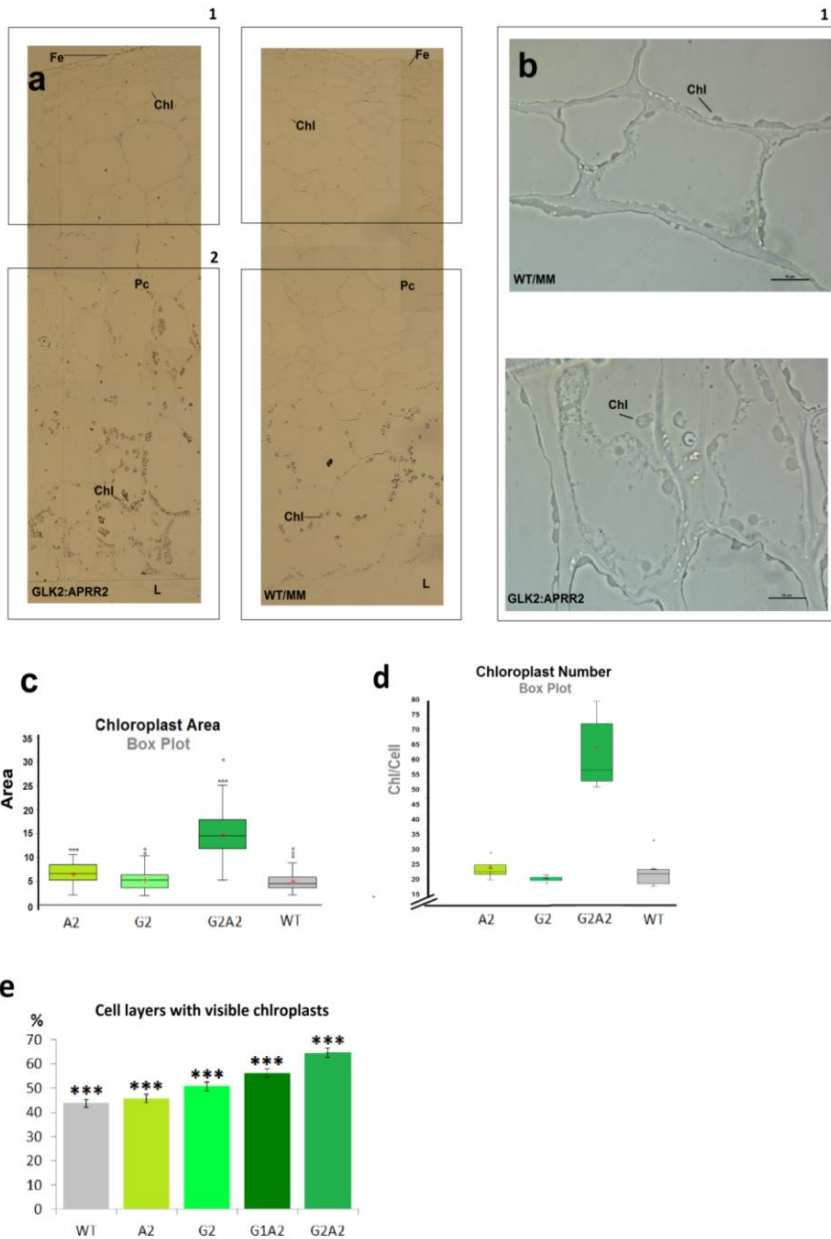 1
1
a
Fe
Chl
Fe
Chl
2
Pc
Chl
L
GLK2:APRR2
Pc
Chl
L
WT/MM
b
Chl
WT/MM
Chl
GLK2:APRR2
c
Chloroplast Area
Box Plot
Area
35
30
25
20
15
10
5
0
***
***
A2
G2
G2A2
WT
d
Chloroplast Number
Box Plot
Chl/Cell
80
75
70
65
60
55
50
45
40
35
30
25
20
15
A2
G2
G2A2
WT
e
Cell layers with visible chlroplasts
%
70
60
50
40
30
20
10
0
***
***
***
***
***
WT
A2
G2
G1A2
G2A2